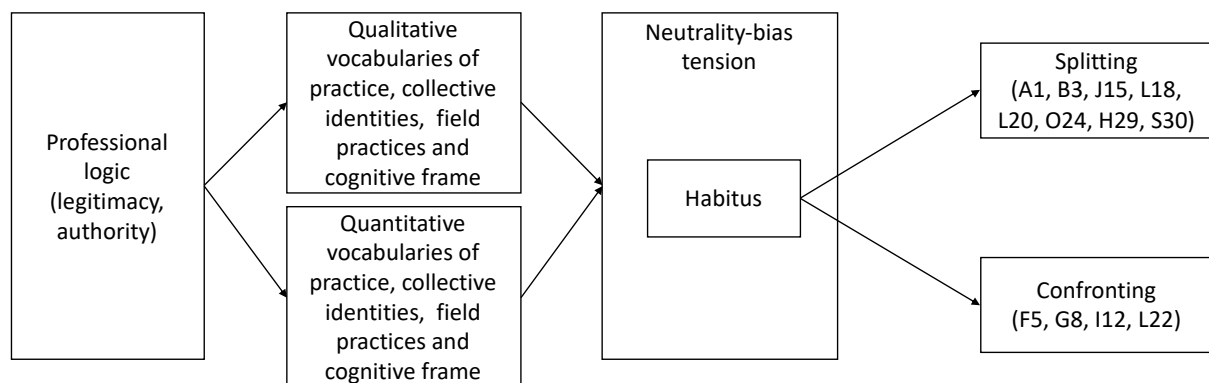 Professional
logic
(legitimacy,
authority)
Qualitative
vocabularies of
practice, collective
identities, field
practices and
cognitive frame
Quantitative
vocabularies of
practice, collective
identities, field
practices and
cognitive frame
Neutrality-bias
tension
Habitus
Splitting
(A1, B3, J15, L18,
L20, O24, H29, S30)
Confronting
(F5, G8, I12, L22)